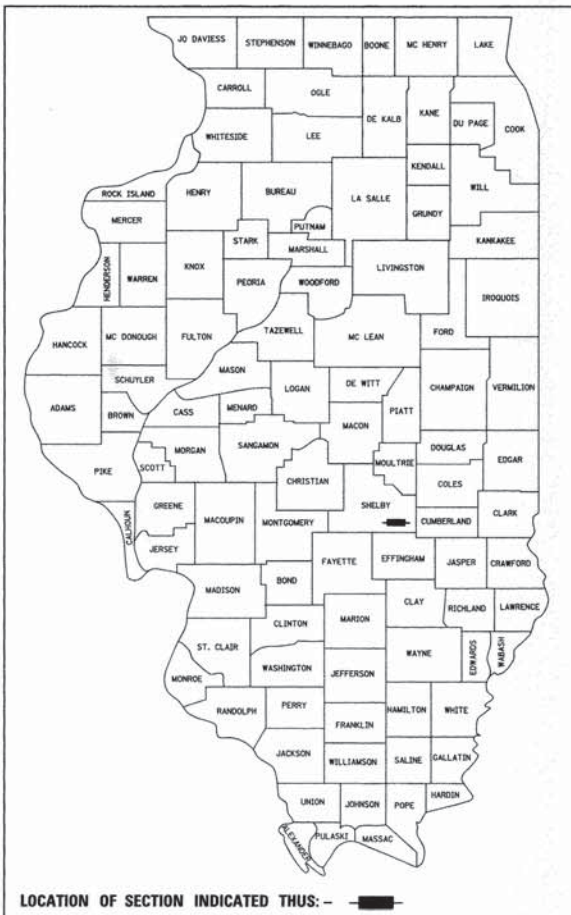 JO DAVIESS STEPHENSON WINNEBAGO BOONE MC HENRY LAKE
CARROLL OGLE DE KALB KANE DU PAGE COOK
WHITESIDE LEE KENDALL WILL
ROCK ISLAND HENRY BUREAU LA SALLE GRUNDY
MERCER PUTNAM KANKAKEE
HENDERSON WARREN KNOX STARK MARSHALL LIVINGSTON
PEORIA WOODFORD IROQUOIS
HANCOCK MC DONOUGH FULTON TAZEWELL MC LEAN FORD
MASON
SCHUYLER LOGAN DE WITT CHAMPAIGN VERMILION
ADAMS BROWN CASS MENARD PIATT
MACON
PIKE SCOTT MORGAN SANGAMON MOULTRIE DOUGLAS EDGAR
CHRISTIAN COLES
CALHOUN GREENE MACOUPIN MONTGOMERY SHELBY CUMBERLAND CLARK
JERSEY FAYETTE EFFINGHAM JASPER CRAWFORD
MADISON BOND CLAY RICHLAND LAWRENCE
CLINTON MARION
ST. CLAIR WAYNE EDWARDS WABASH
MONROE WASHINGTON JEFFERSON
RANDOLPH PERRY HAMILTON WHITE
FRANKLIN
JACKSON WILLIAMSON SALINE GALLATIN
UNION JOHNSON POPE HARDIN
ALEXANDER PULASKI MASSAC
LOCATION OF SECTION INDICATED THUS: -